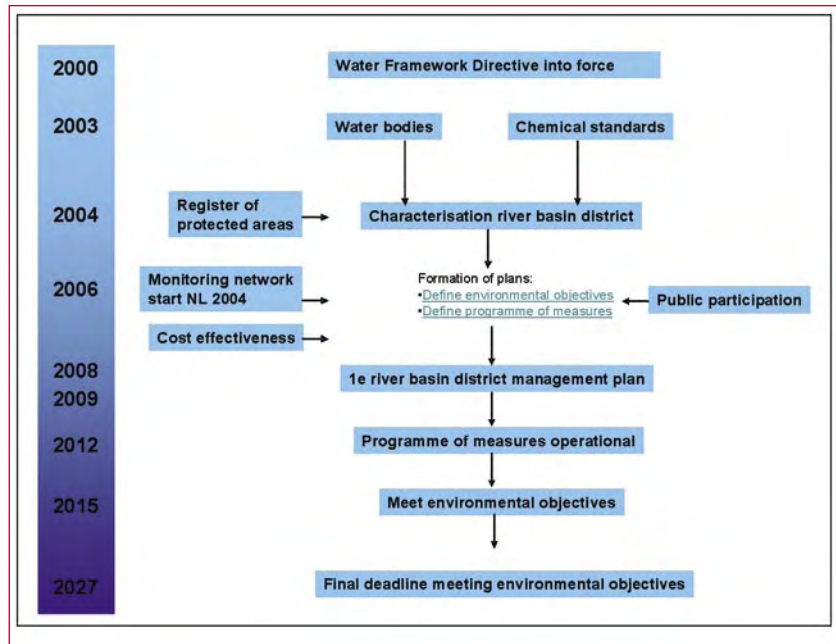 2000
Water Framework Directive into force
2003
Water bodies
Chemical standards
2004
Register of
protected areas
Characterisation river basin district
2006
Monitoring network
start NL 2004
Formation of plans:
•Define environmental objectives
•Define programme of measures
Public participation
Cost effectiveness
2008
1e river basin district management plan
2009
2012
Programme of measures operational
2015
Meet environmental objectives
2027
Final deadline meeting environmental objectives